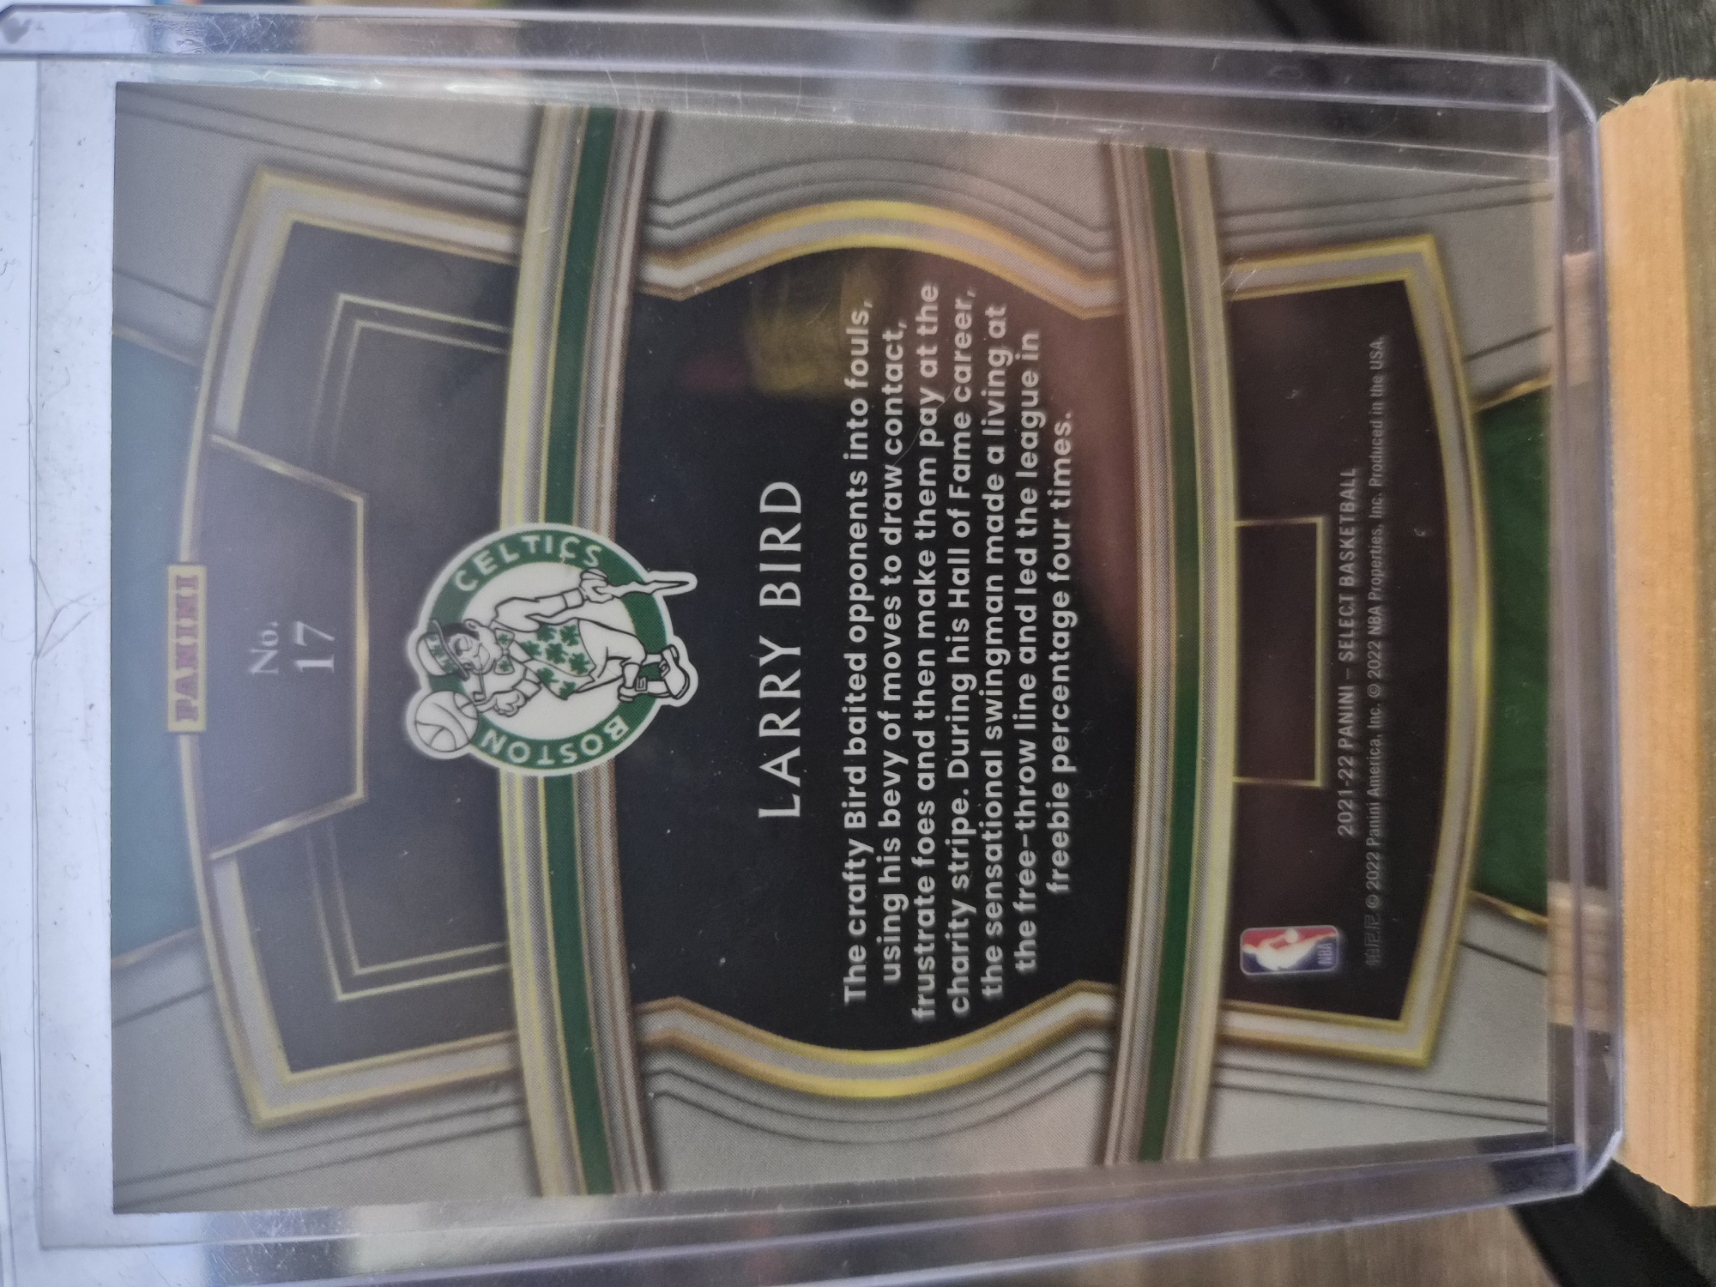 PANINI
No.
17
BOSTON CELTICS
LARRY BIRD
The crafty Bird baited opponents into fouls,
using his bevy of moves to draw contact,
frustrate foes and then make them pay at the
charity stripe. During his Hall of Fame career,
the sensational swingman made a living at
the free-throw line and led the league in
freebie percentage four times.
2021-22 PANINI – SELECT BASKETBALL
© 2022 Panini America, Inc. © 2022 NBA Properties, Inc. Produced in the USA.
NBA